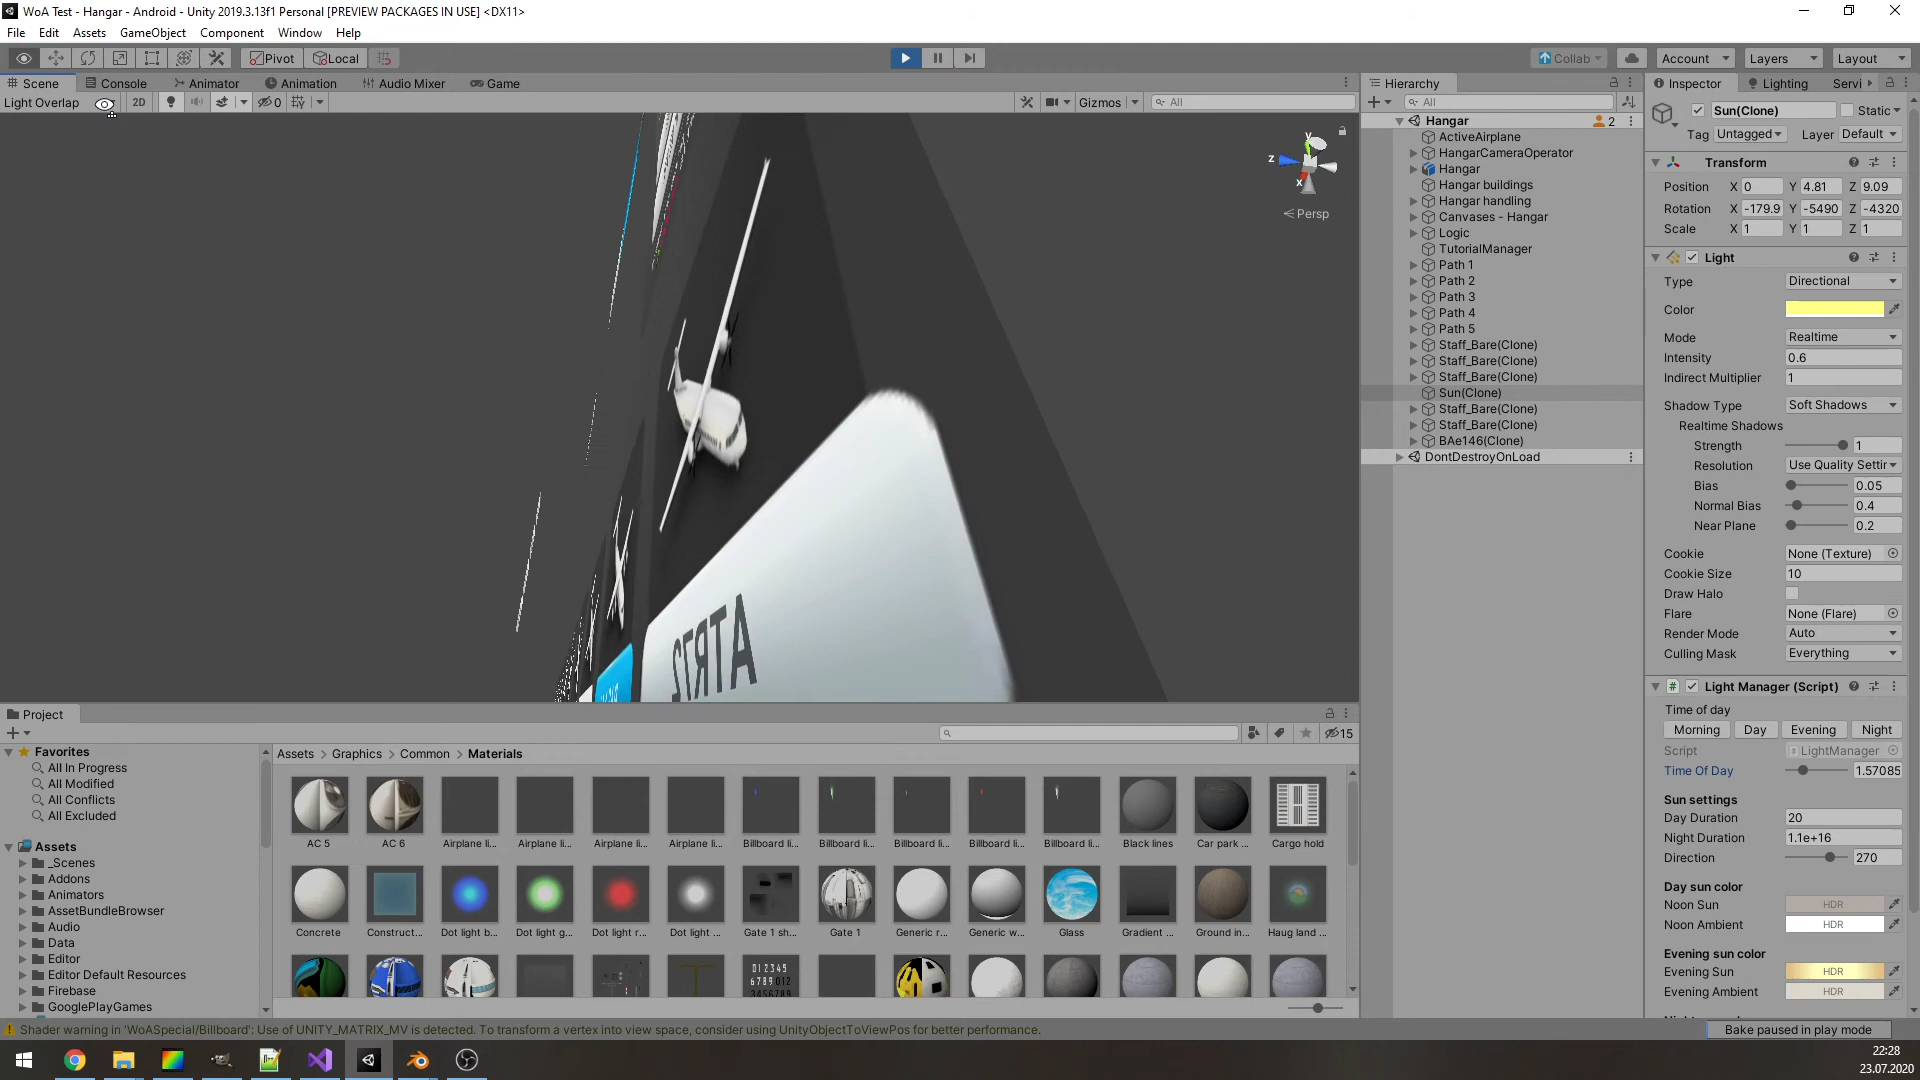 WoA Test - Hangar - Android - Unity 2019.3.13f1 Personal [PREVIEW PACKAGES IN USE] <DX11>
File Edit Assets GameObject Component Window Help
Pivot Local Collab Account Layers Layout
Scene Console Animator Animation Audio Mixer Game
Light Overlap 2D 0 Gizmos All
y
z
x
Persp
ATR72
Hierarchy
All
Hangar 2
ActiveAirplane
HangarCameraOperator
Hangar
Hangar buildings
Hangar handling
Canvases - Hangar
Logic
TutorialManager
Path 1
Path 2
Path 3
Path 4
Path 5
Staff_Bare(Clone)
Staff_Bare(Clone)
Staff_Bare(Clone)
Sun(Clone)
Staff_Bare(Clone)
Staff_Bare(Clone)
BAe146(Clone)
DontDestroyOnLoad
Inspector Lighting Servi
Sun(Clone) Static
Tag Untagged Layer Default
Transform
Position X 0 Y 4.81 Z 9.09
Rotation X -179.9 Y -5490 Z -4320
Scale X 1 Y 1 Z 1
Light
Type Directional
Color
Mode Realtime
Intensity 0.6
Indirect Multiplier 1
Shadow Type Soft Shadows
Realtime Shadows
Strength 1
Resolution Use Quality Settir
Bias 0.05
Normal Bias 0.4
Near Plane 0.2
Cookie None (Texture)
Cookie Size 10
Draw Halo
Flare None (Flare)
Render Mode Auto
Culling Mask Everything
# Light Manager (Script)
Time of day
Morning Day Evening Night
Script LightManager
Time Of Day 1.57085
Sun settings
Day Duration 20
Night Duration 1.1e+16
Direction 270
Day sun color
Noon Sun HDR
Noon Ambient HDR
Evening sun color
Evening Sun HDR
Evening Ambient HDR
Project
15
Favorites
All In Progress
All Modified
All Conflicts
All Excluded
Assets
_Scenes
Addons
Animators
AssetBundleBrowser
Audio
Data
Editor
Editor Default Resources
Firebase
GooglePlayGames
Assets > Graphics > Common > Materials
AC 5 AC 6 Airplane li... Airplane li... Airplane li... Airplane li... Billboard li... Billboard li... Billboard li... Billboard li... Billboard li... Black lines Car park ... Cargo hold
Concrete Construct... Dot light b... Dot light g... Dot light r... Dot light ... Gate 1 sh... Gate 1 Generic r... Generic w... Glass Gradient ... Ground in... Haug land ...
012345
6789 012
3456789
Shader warning in 'WoASpecial/Billboard': Use of UNITY_MATRIX_MV is detected. To transform a vertex into view space, consider using UnityObjectToViewPos for better performance.
Bake paused in play mode
22:28
23.07.2020